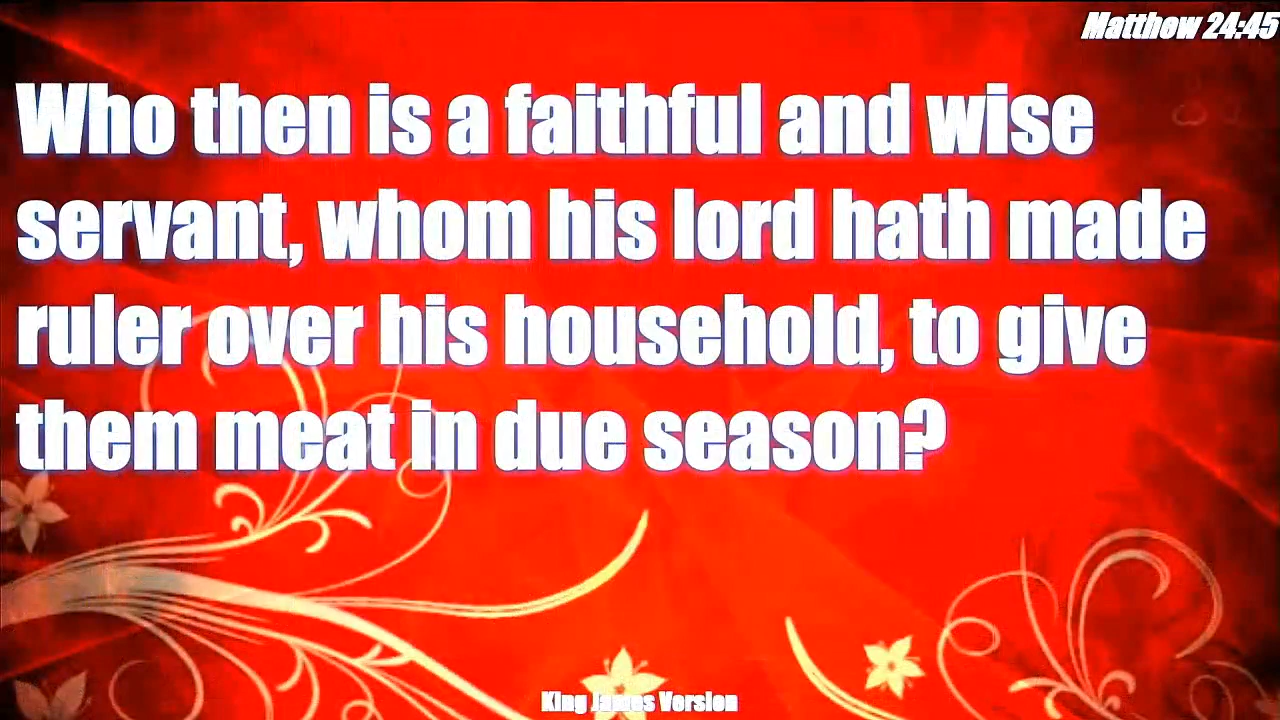 Matthew 24:45
Who then is a faithful and wise
servant, whom his lord hath made
ruler over his household, to give
them meat in due season?
King James Version